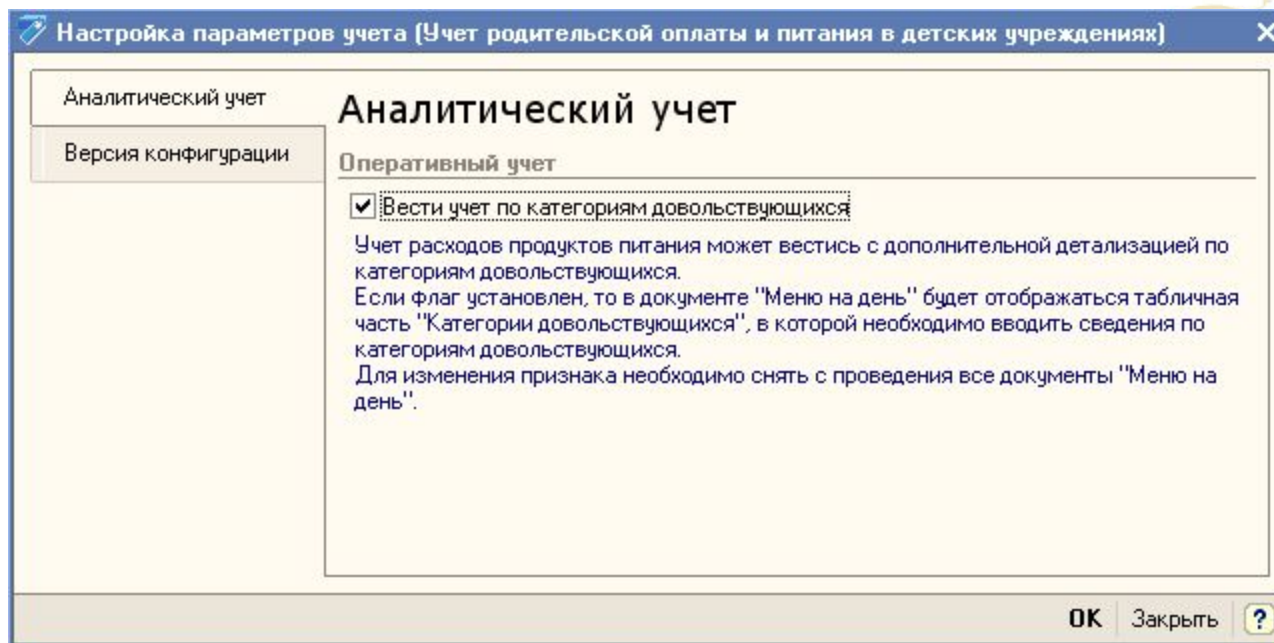 Настройка параметров учета (Учет родительской оплаты и питания в детских учреждениях)
Аналитический учет
Версия конфигурации
Аналитический учет
Оперативный учет
Вести учет по категориям довольствующихся
Учет расходов продуктов питания может вестись с дополнительной детализацией по
категориям довольствующихся.
Если флаг установлен, то в документе "Меню на день" будет отображаться табличная
часть "Категории довольствующихся", в которой необходимо вводить сведения по
категориям довольствующихся.
Для изменения признака необходимо снять с проведения все документы "Меню на
день".
OK Закрыть ?